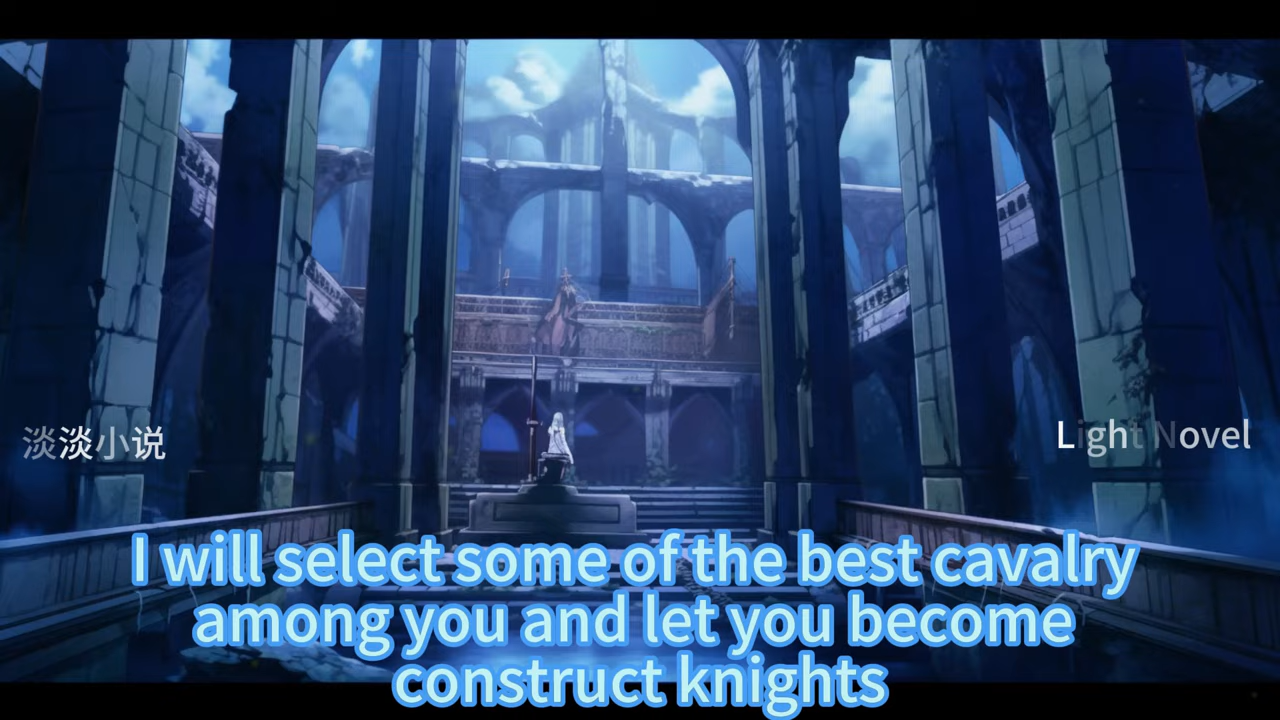 淡淡小说
Light Novel
I will select some of the best cavalry
among you and let you become
construct knights